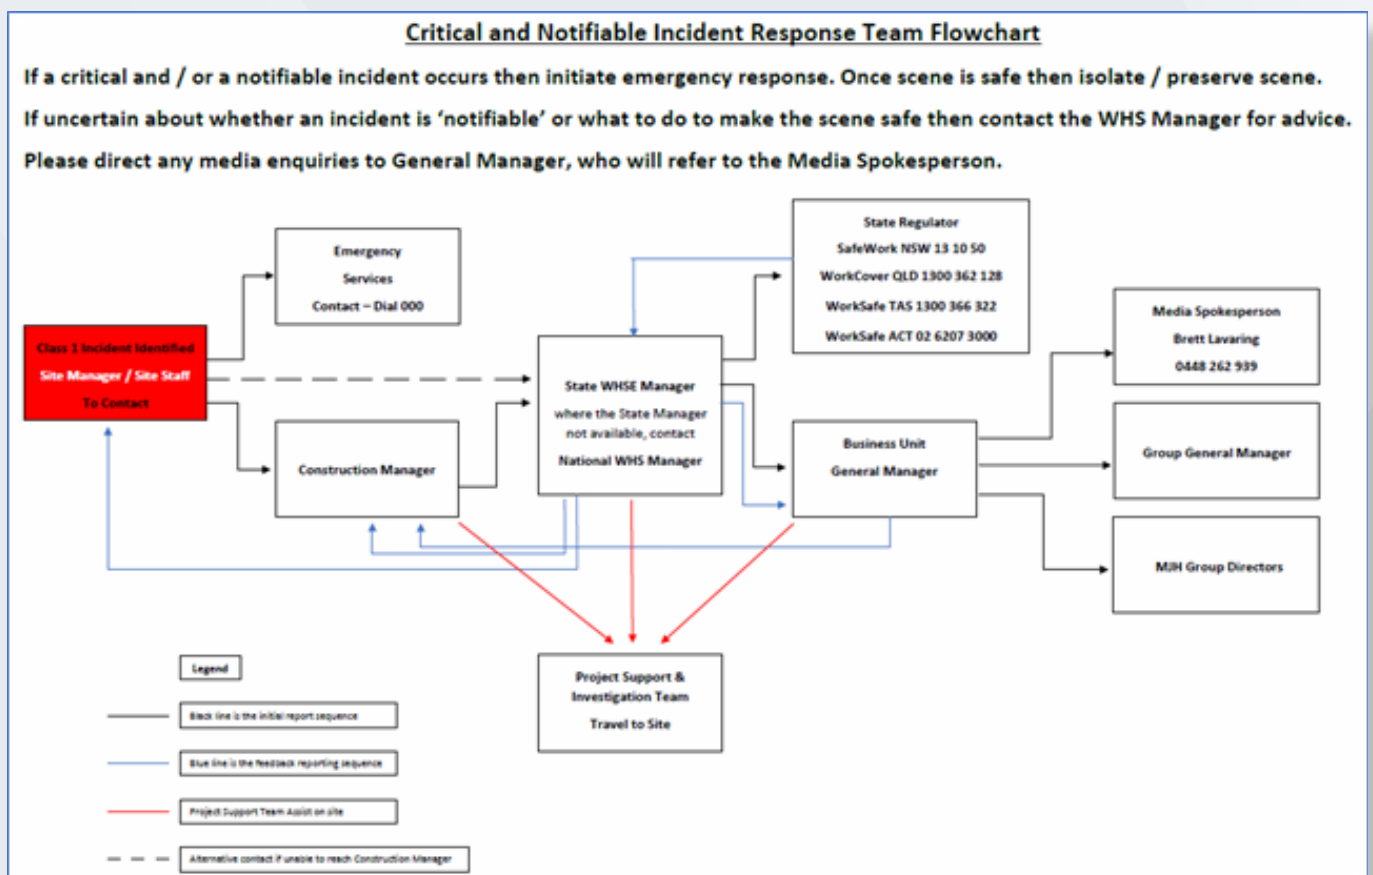 Critical and Notifiable Incident Response Team Flowchart
If a critical and / or a notifiable incident occurs then initiate emergency response. Once scene is safe then isolate / preserve scene.
If uncertain about whether an incident is ‘notifiable’ or what to do to make the scene safe then contact the WHS Manager for advice.
Please direct any media enquiries to General Manager, who will refer to the Media Spokesperson.
Class 1 Incident Identified
Site Manager / Site Staff
To Contact
Emergency
Services
Contact – Dial 000
Construction Manager
State WHSE Manager
where the State Manager
not available, contact
National WHS Manager
State Regulator
SafeWork NSW 13 10 50
WorkCover QLD 1300 362 128
WorkSafe TAS 1300 366 322
WorkSafe ACT 02 6207 3000
Business Unit
General Manager
Media Spokesperson
Brett Lavaring
0448 262 939
Group General Manager
MJH Group Directors
Project Support &
Investigation Team
Travel to Site
Legend
Black line is the initial report sequence
Blue line is the feedback reporting sequence
Project Support Team Assist on site
Alternative contact if unable to reach Construction Manager